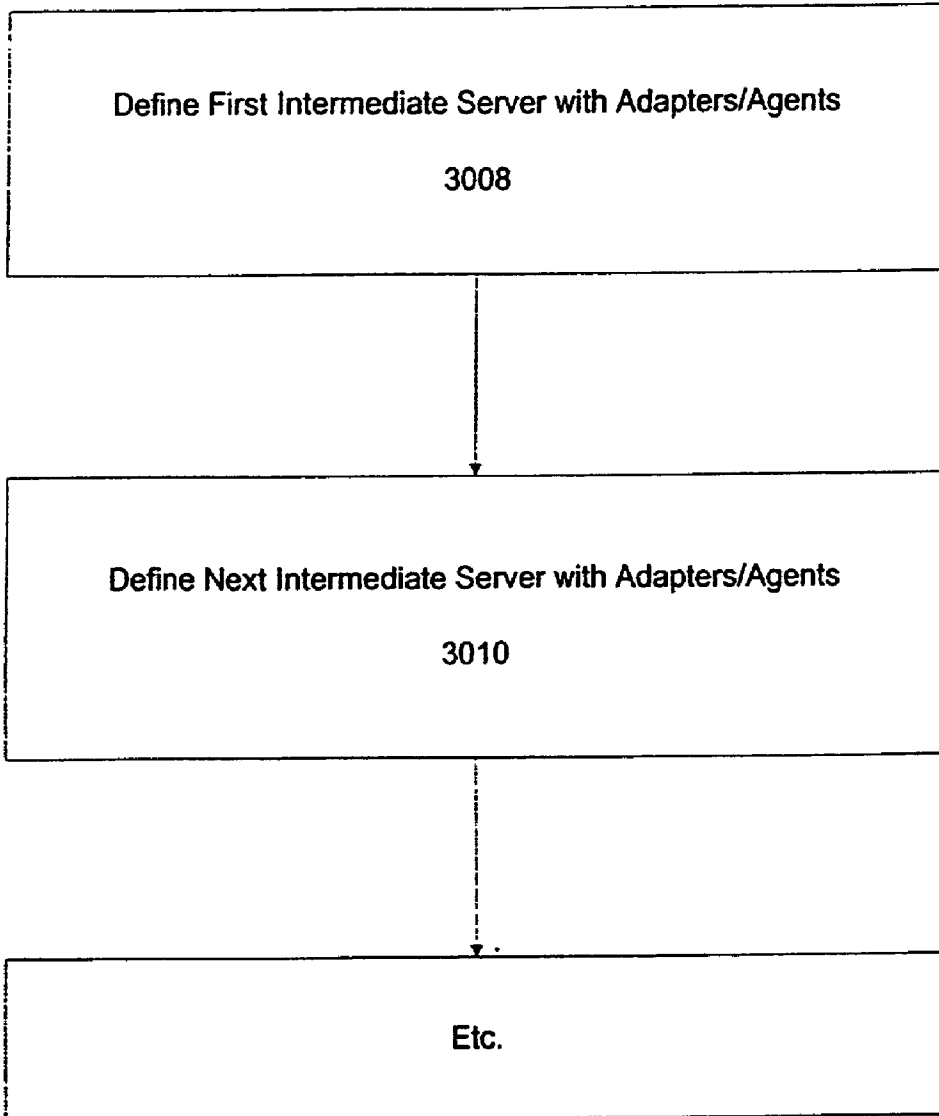 Define First Intermediate Server with Adapters/Agents
3008
Define Next Intermediate Server with Adapters/Agents
3010
Etc.